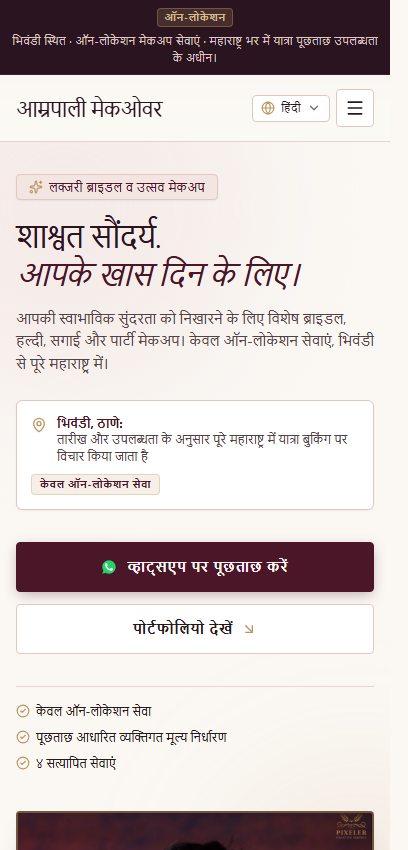 ऑन-लोकेशन
भिवंडी स्थित · ऑन-लोकेशन मेकअप सेवाएं · महाराष्ट्र भर में यात्रा पूछताछ उपलब्धता
के अधीन।
आम्रपाली मेकओवर
हिंदी
लक्जरी ब्राइडल व उत्सव मेकअप
शाश्वत सौंदर्य.
आपके खास दिन के लिए।
आपकी स्वाभाविक सुंदरता को निखारने के लिए विशेष ब्राइडल,
हल्दी, सगाई और पार्टी मेकअप। केवल ऑन-लोकेशन सेवाएं, भिवंडी
से पूरे महाराष्ट्र में।
भिवंडी, ठाणे:
तारीख और उपलब्धता के अनुसार पूरे महाराष्ट्र में यात्रा बुकिंग पर
विचार किया जाता है
केवल ऑन-लोकेशन सेवा
व्हाट्सएप पर पूछताछ करें
पोर्टफोलियो देखें
केवल ऑन-लोकेशन सेवा
पूछताछ आधारित व्यक्तिगत मूल्य निर्धारण
४ सत्यापित सेवाएं
PIXELER